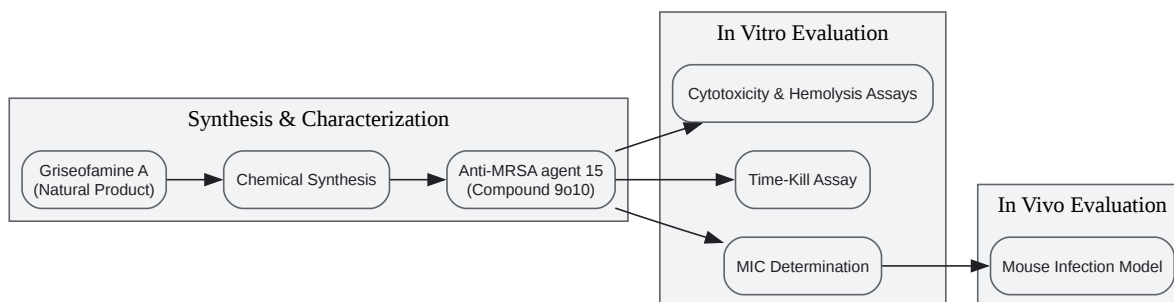 Synthesis & Characterization
Griseofamine A
(Natural Product)
Chemical Synthesis
Anti-MRSA agent 15
(Compound 9o10)
In Vitro Evaluation
Cytotoxicity & Hemolysis Assays
Time-Kill Assay
MIC Determination
In Vivo Evaluation
Mouse Infection Model